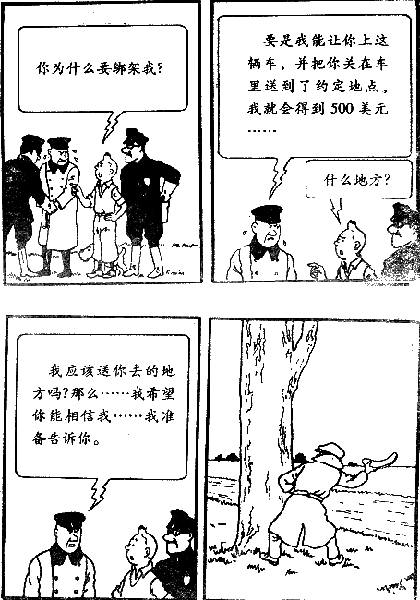 你为什么要绑架我？
要是我能让你上这
辆车，并把你关在车
里送到了约定地点，
我就会得到 500 美元
……
什么地方？
我应该送你去的地
方吗？那么……我希望
你能相信我……我准
备告诉你。